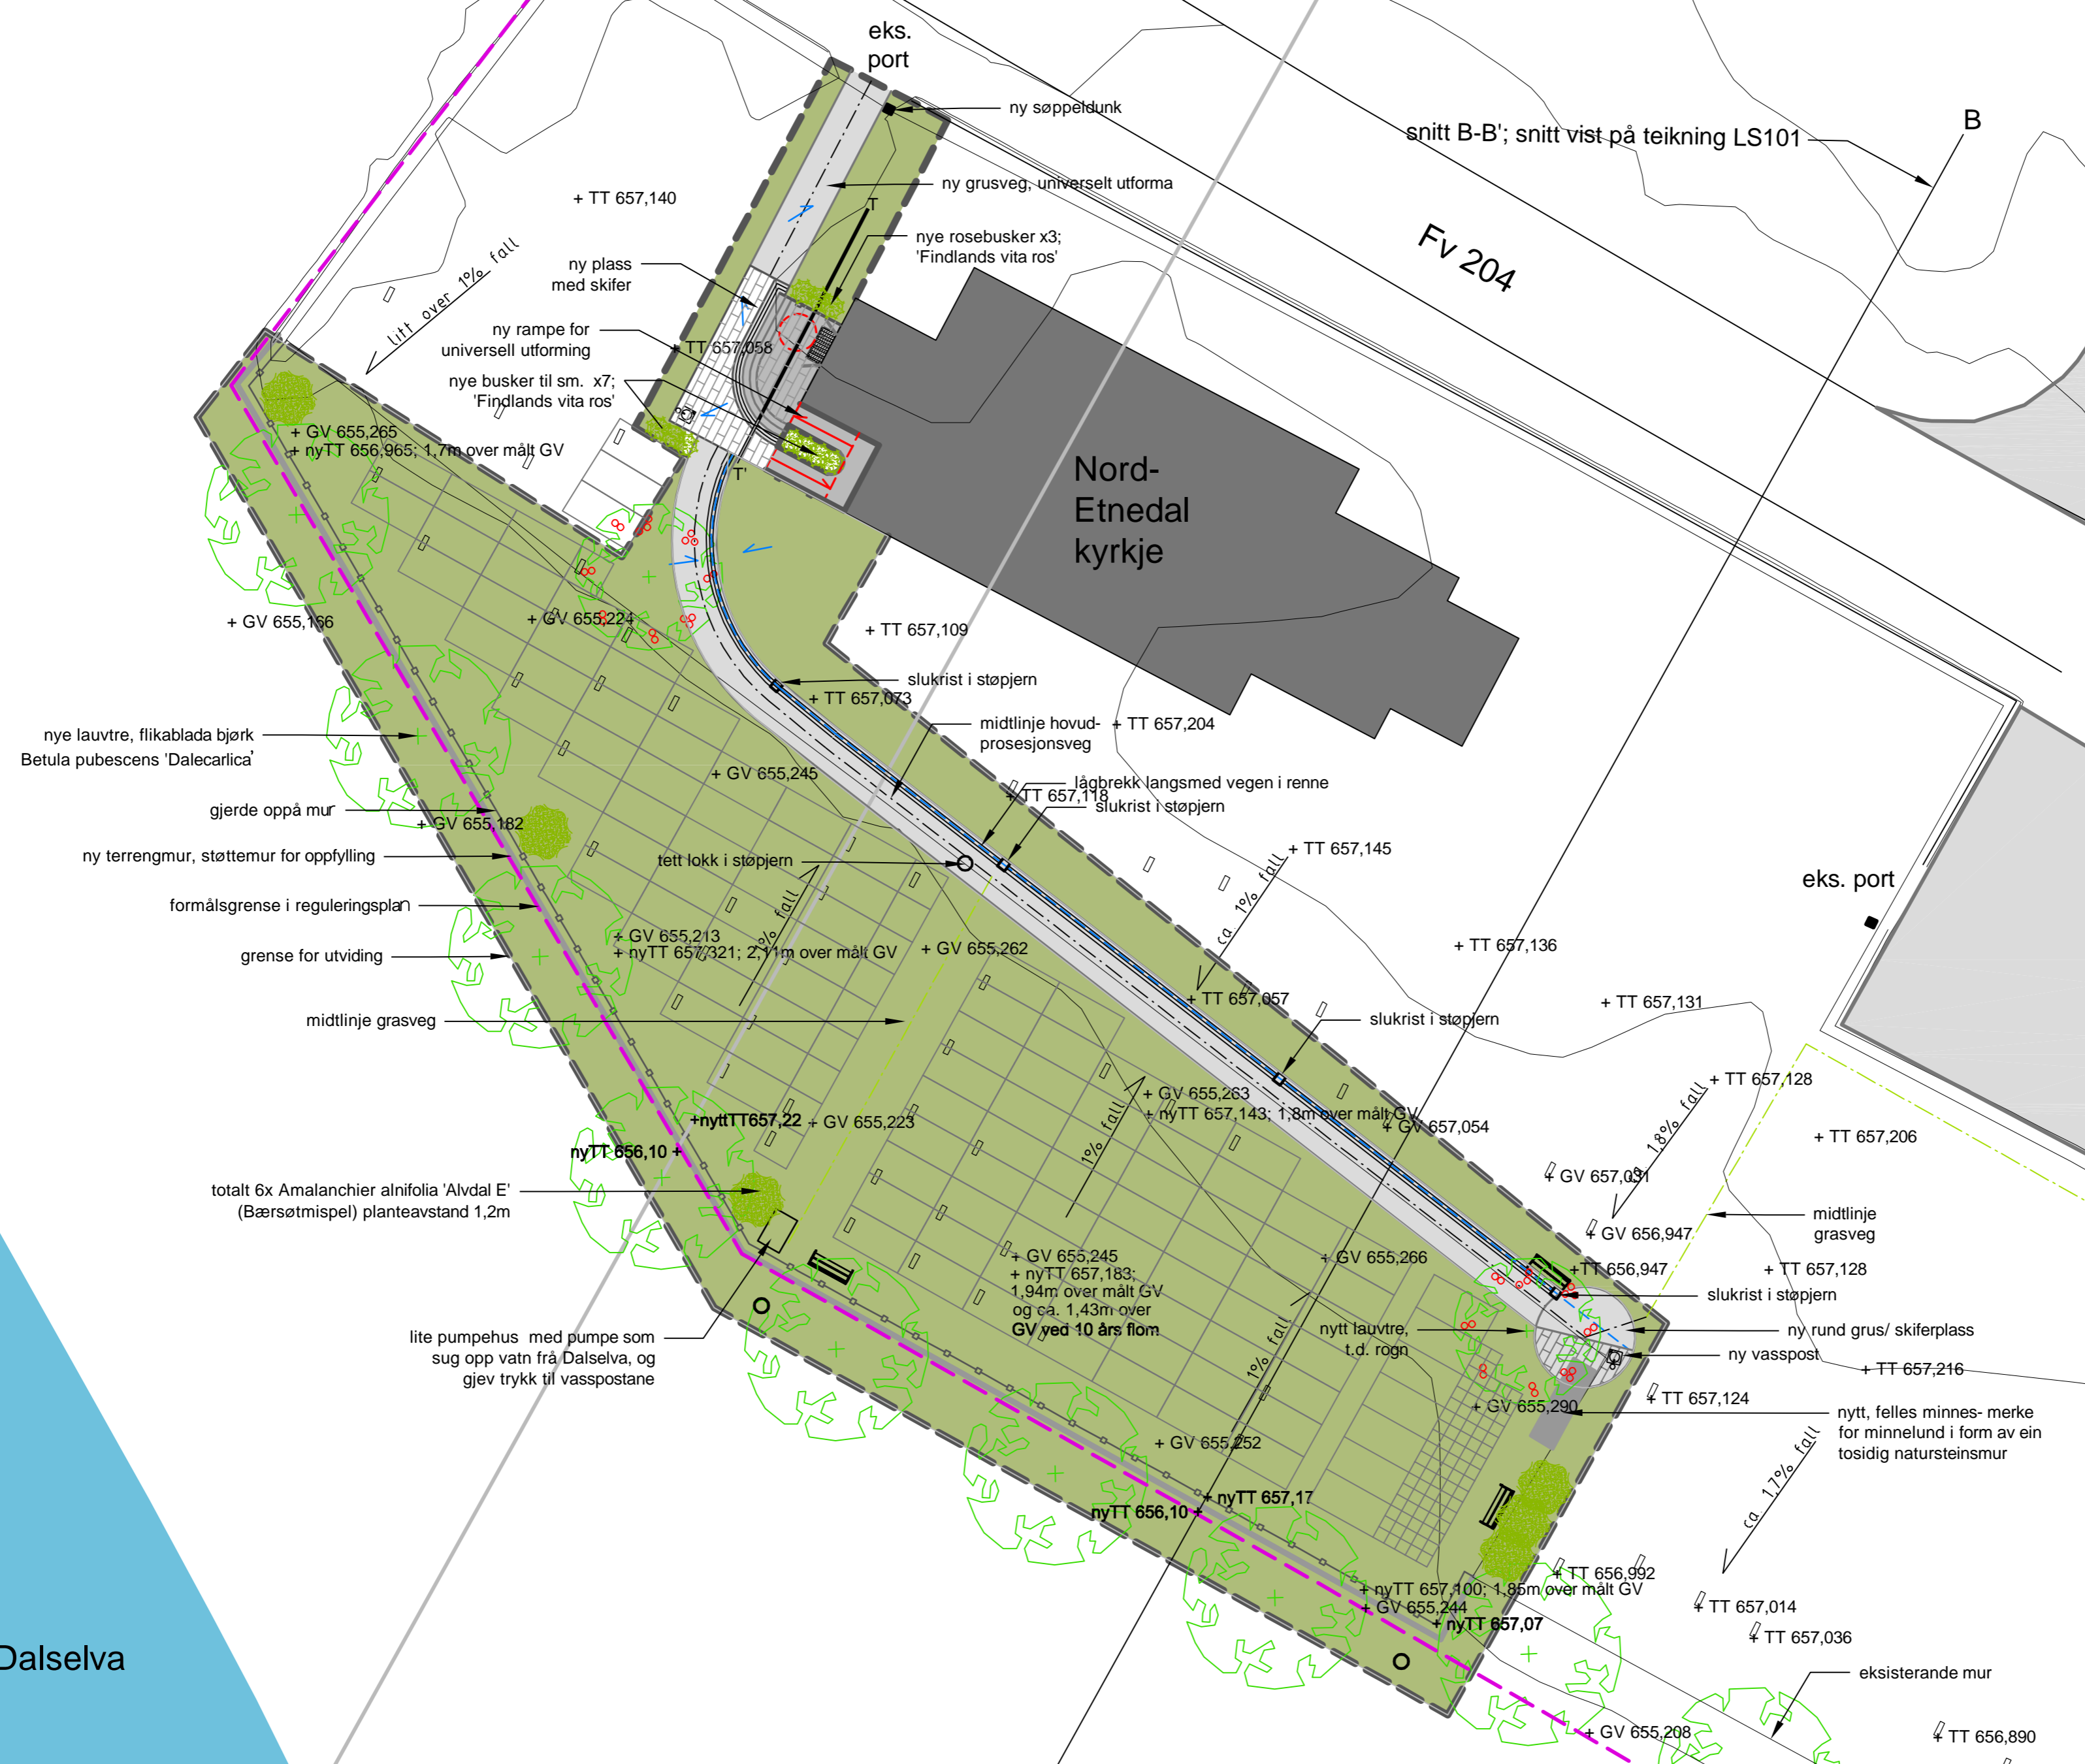 eks.
port
ny søppeldunk
B
snitt B-B'; snitt vist på teikning LS101
ny grusveg, universelt utforma
+ TT 657,140
T
Fv 204
nye rosebusker x3;
'Findlands vita ros'
litt over 1% fall
ny plass
med skifer
ny rampe for
universell utforming
+ TT 657,058
nye busker til sm. x7;
'Findlands vita ros'
+ GV 655,265
+ nyTT 656,965; 1,7m over målt GV
T'
Nord-
Etnedal
kyrkje
+ GV 655,166
+ GV 655,224
+ TT 657,109
slukrist i støpjern
+ TT 657,073
midtlinje hovud-
prosesjonsveg
+ TT 657,204
nye lauvtre, flikablada bjørk
Betula pubescens 'Dalecarlica'
+ GV 655,245
lågbrekk langsmed vegen i renne
+ TT 657,118
slukrist i støpjern
gjerde oppå mur
+ GV 655,182
ny terrengmur, støttemur for oppfylling
tett lokk i støpjern
+ TT 657,145
ca. 1% fall
eks. port
formålsgrense i reguleringsplan
1% fall
+ GV 655,213
+ nyTT 657,321; 2,11m over målt GV
+ GV 655,262
+ TT 657,136
grense for utviding
+ TT 657,057
+ TT 657,131
midtlinje grasveg
slukrist i støpjern
+ TT 657,128
+ GV 655,263
+ nyTT 657,143; 1,8m over målt GV
+nyttTT657,22
+ GV 655,223
+ GV 657,054
1% fall
ca. 1,8% fall
+ TT 657,206
nyTT 656,10 +
+ GV 657,031
totalt 6x Amalanchier alnifolia 'Alvdal E'
(Bærsøtmispel) planteavstand 1,2m
midtlinje
grasveg
+ GV 656,947
+ GV 655,245
+ nyTT 657,183;
1,94m over målt GV
og ca. 1,43m over
GV ved 10 års flom
+ GV 655,266
+TT 656,947
+ TT 657,128
slukrist i støpjern
lite pumpehus med pumpe som
sug opp vatn frå Dalselva, og
gjev trykk til vasspostane
1% fall
nytt lauvtre,
t.d. rogn
ny rund grus/ skiferplass
ny vasspost
+ TT 657,216
+ TT 657,124
+ GV 655,290
nytt, felles minnes- merke
for minnelund i form av ein
tosidig natursteinsmur
+ GV 655,252
ca. 1,7% fall
+ nyTT 657,17
nyTT 656,10 +
+ TT 656,992
+ nyTT 657,100; 1,85m over målt GV
+ GV 655,244
+ nyTT 657,07
+ TT 657,014
+ TT 657,036
Dalselva
eksisterande mur
+ GV 655,208
+ TT 656,890